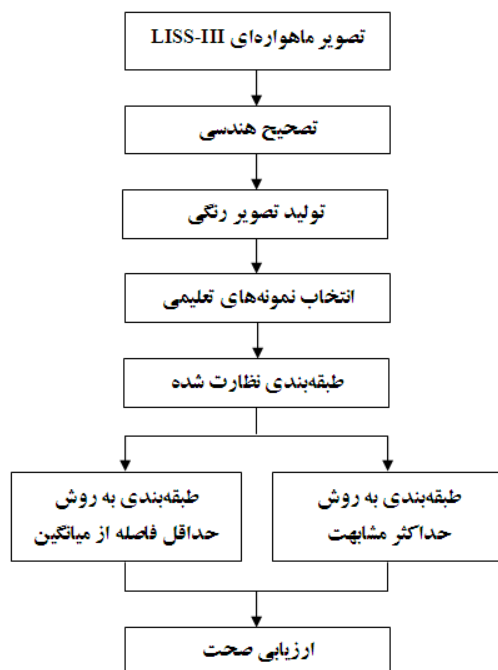 تصویر ماهواره‌ای LISS-III
تصحیح هندسی
تولید تصویر رنگی
انتخاب نمونه‌های تعلیمی
طبقه‌بندی نظارت شده
طبقه‌بندی به روش
حداکثر مشابهت
طبقه‌بندی به روش
حداقل فاصله از میانگین
ارزیابی صحت